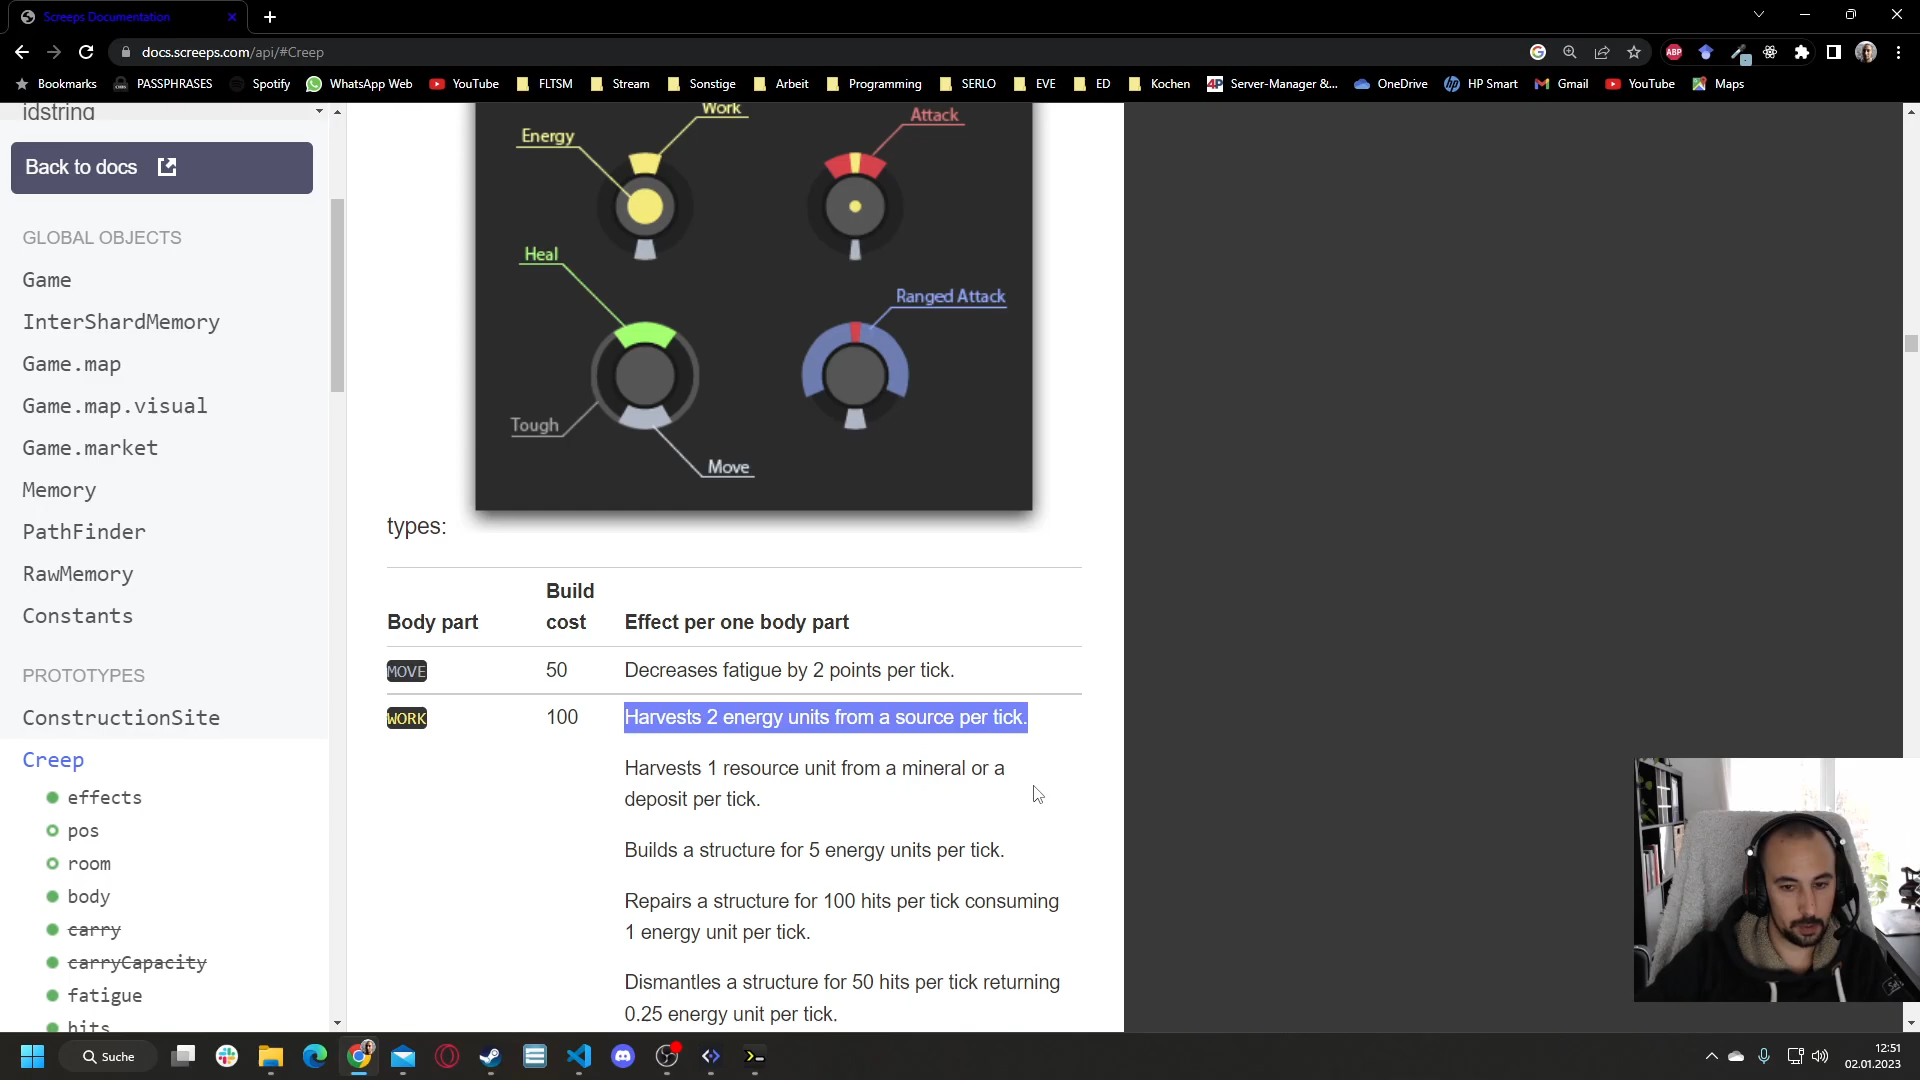 Screeps Documentation
docs.screeps.com/api/#Creep
ABP
Bookmarks PASSPHRASES Spotify WhatsApp Web YouTube FLTSM Stream Sonstige Arbeit Programming SERLO EVE ED Kochen Server-Manager &... OneDrive HP Smart Gmail YouTube Maps
idstring
Back to docs
GLOBAL OBJECTS
Game
InterShardMemory
Game.map
Game.map.visual
Game.market
Memory
PathFinder
RawMemory
Constants
PROTOTYPES
ConstructionSite
Creep
effects
pos
room
body
carry
carryCapacity
fatigue
hits
Work
Energy
Attack
Heal
Ranged Attack
Tough
Move
types:
Body part Build cost Effect per one body part
MOVE 50 Decreases fatigue by 2 points per tick.
WORK 100 Harvests 2 energy units from a source per tick.
Harvests 1 resource unit from a mineral or a
deposit per tick.
Builds a structure for 5 energy units per tick.
Repairs a structure for 100 hits per tick consuming
1 energy unit per tick.
Dismantles a structure for 50 hits per tick returning
0.25 energy unit per tick.
Suche
12:51
02.01.2023